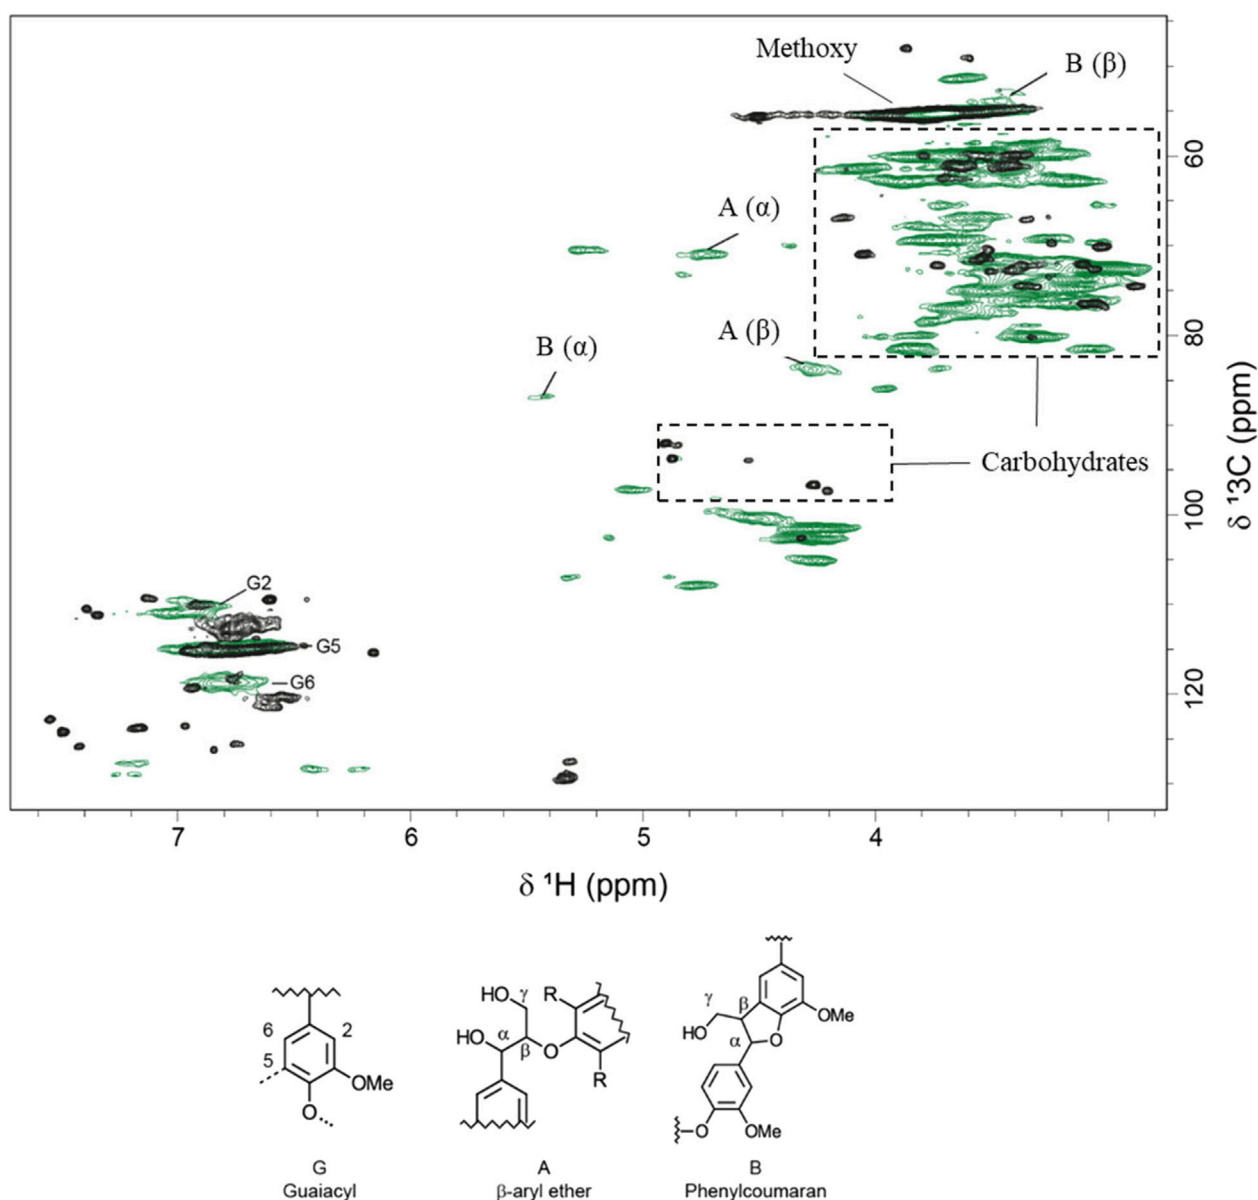 Methoxy
B (β)
60
A (α)
A (β)
80
B (α)
Carbohydrates
δ ¹3C (ppm)
100
G2
G5
G6
120
7
6
5
4
δ ¹H (ppm)
6
2
5
OMe
O
HO
γ
R
HO
α
β
O
R
γ
β
HO
OMe
α
O
O
OMe
G
A
B
Guaiacyl
β-aryl ether
Phenylcoumaran